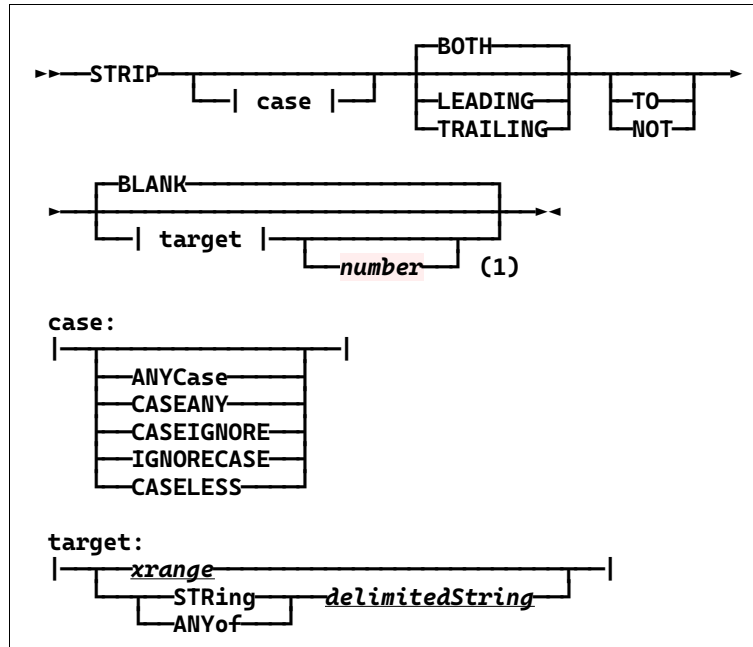 BOTH
STRIP
| case |
LEADING
TO
TRAILING
NOT
BLANK
| target |
number
(1)
case:
ANYCase
CASEANY
CASEIGNORE
IGNORECASE
CASELESS
target:
xrange
STRing
delimitedString
ANYof